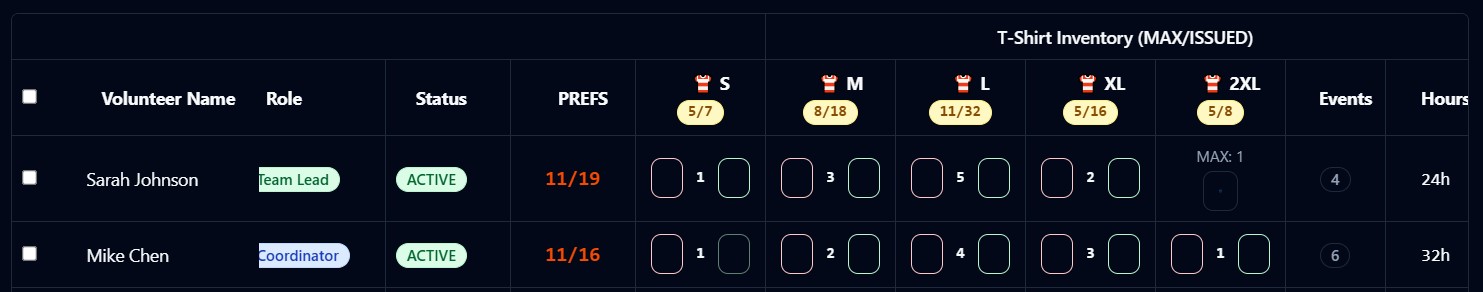 T-Shirt Inventory (MAX/ISSUED)
Volunteer Name Role Status PREFS S M L XL 2XL Events Hours
5/7 8/18 11/32 5/16 5/8
MAX: 1
Sarah Johnson Team Lead ACTIVE 11/19 1 3 5 2 4 24h
Mike Chen Coordinator ACTIVE 11/16 1 2 4 3 1 6 32h